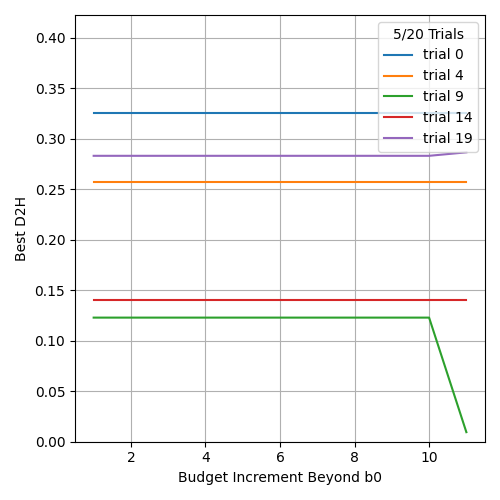 5/20 Trials
trial 0
trial 4
trial 9
trial 14
trial 19
Best D2H
0.40
0.35
0.30
0.25
0.20
0.15
0.10
0.05
0.00
2 4 6 8 10
Budget Increment Beyond b0